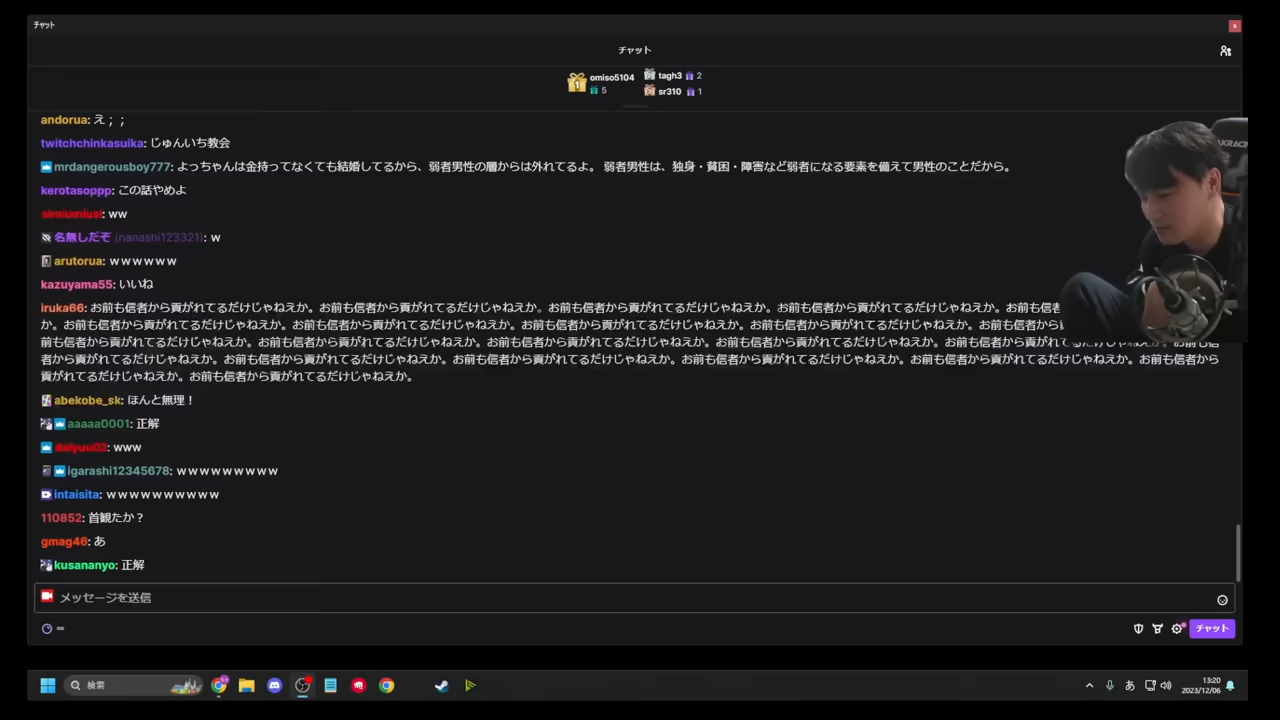 チャット
チャット
omiso5104
5
tagh3 2
sr310 1
andorua: え；；
twitchchinkasuika: じゅんいち教会
mrdangerousboy777: よっちゃんは金持ってなくても結婚してるから、弱者男性の層からは外れてるよ。 弱者男性は、独身・貧困・障害など弱者になる要素を備えて男性のことだから。
kerotasoppp: この話やめよ
simiumiusi: ww
名無しだぞ (nanashi123321): w
arutorua: ｗｗｗｗｗｗ
kazuyama55: いいね
iruka66: お前も信者から貢がれてるだけじゃねえか。お前も信者から貢がれてるだけじゃねえか。お前も信者から貢がれてるだけじゃねえか。お前も信者から貢がれてるだけじゃねえか。お前も信
か。お前も信者から貢がれてるだけじゃねえか。お前も信者から貢がれてるだけじゃねえか。お前も信者から貢がれてるだけじゃねえか。お前も信者から貢がれてるだけじゃねえか。お前も信者から
前も信者から貢がれてるだけじゃねえか。お前も信者から貢がれてるだけじゃねえか。お前も信者から貢がれてるだけじゃねえか。お前も信者から貢がれてるだけじゃねえか。お前も信者から貢がれてるだけじゃねえか。お前も信
者から貢がれてるだけじゃねえか。お前も信者から貢がれてるだけじゃねえか。お前も信者から貢がれてるだけじゃねえか。お前も信者から貢がれてるだけじゃねえか。お前も信者から貢がれてるだけじゃねえか。お前も信者から
貢がれてるだけじゃねえか。お前も信者から貢がれてるだけじゃねえか。
abekobe_sk: ほんと無理！
aaaaa0001: 正解
daiyuu03: www
igarashi12345678: ｗｗｗｗｗｗｗｗｗ
intaisita: ｗｗｗｗｗｗｗｗｗｗ
110852: 首観たか？
gmag46: あ
kusananyo: 正解
メッセージを送信
∞
チャット
検索
あ
13:20
2023/12/06